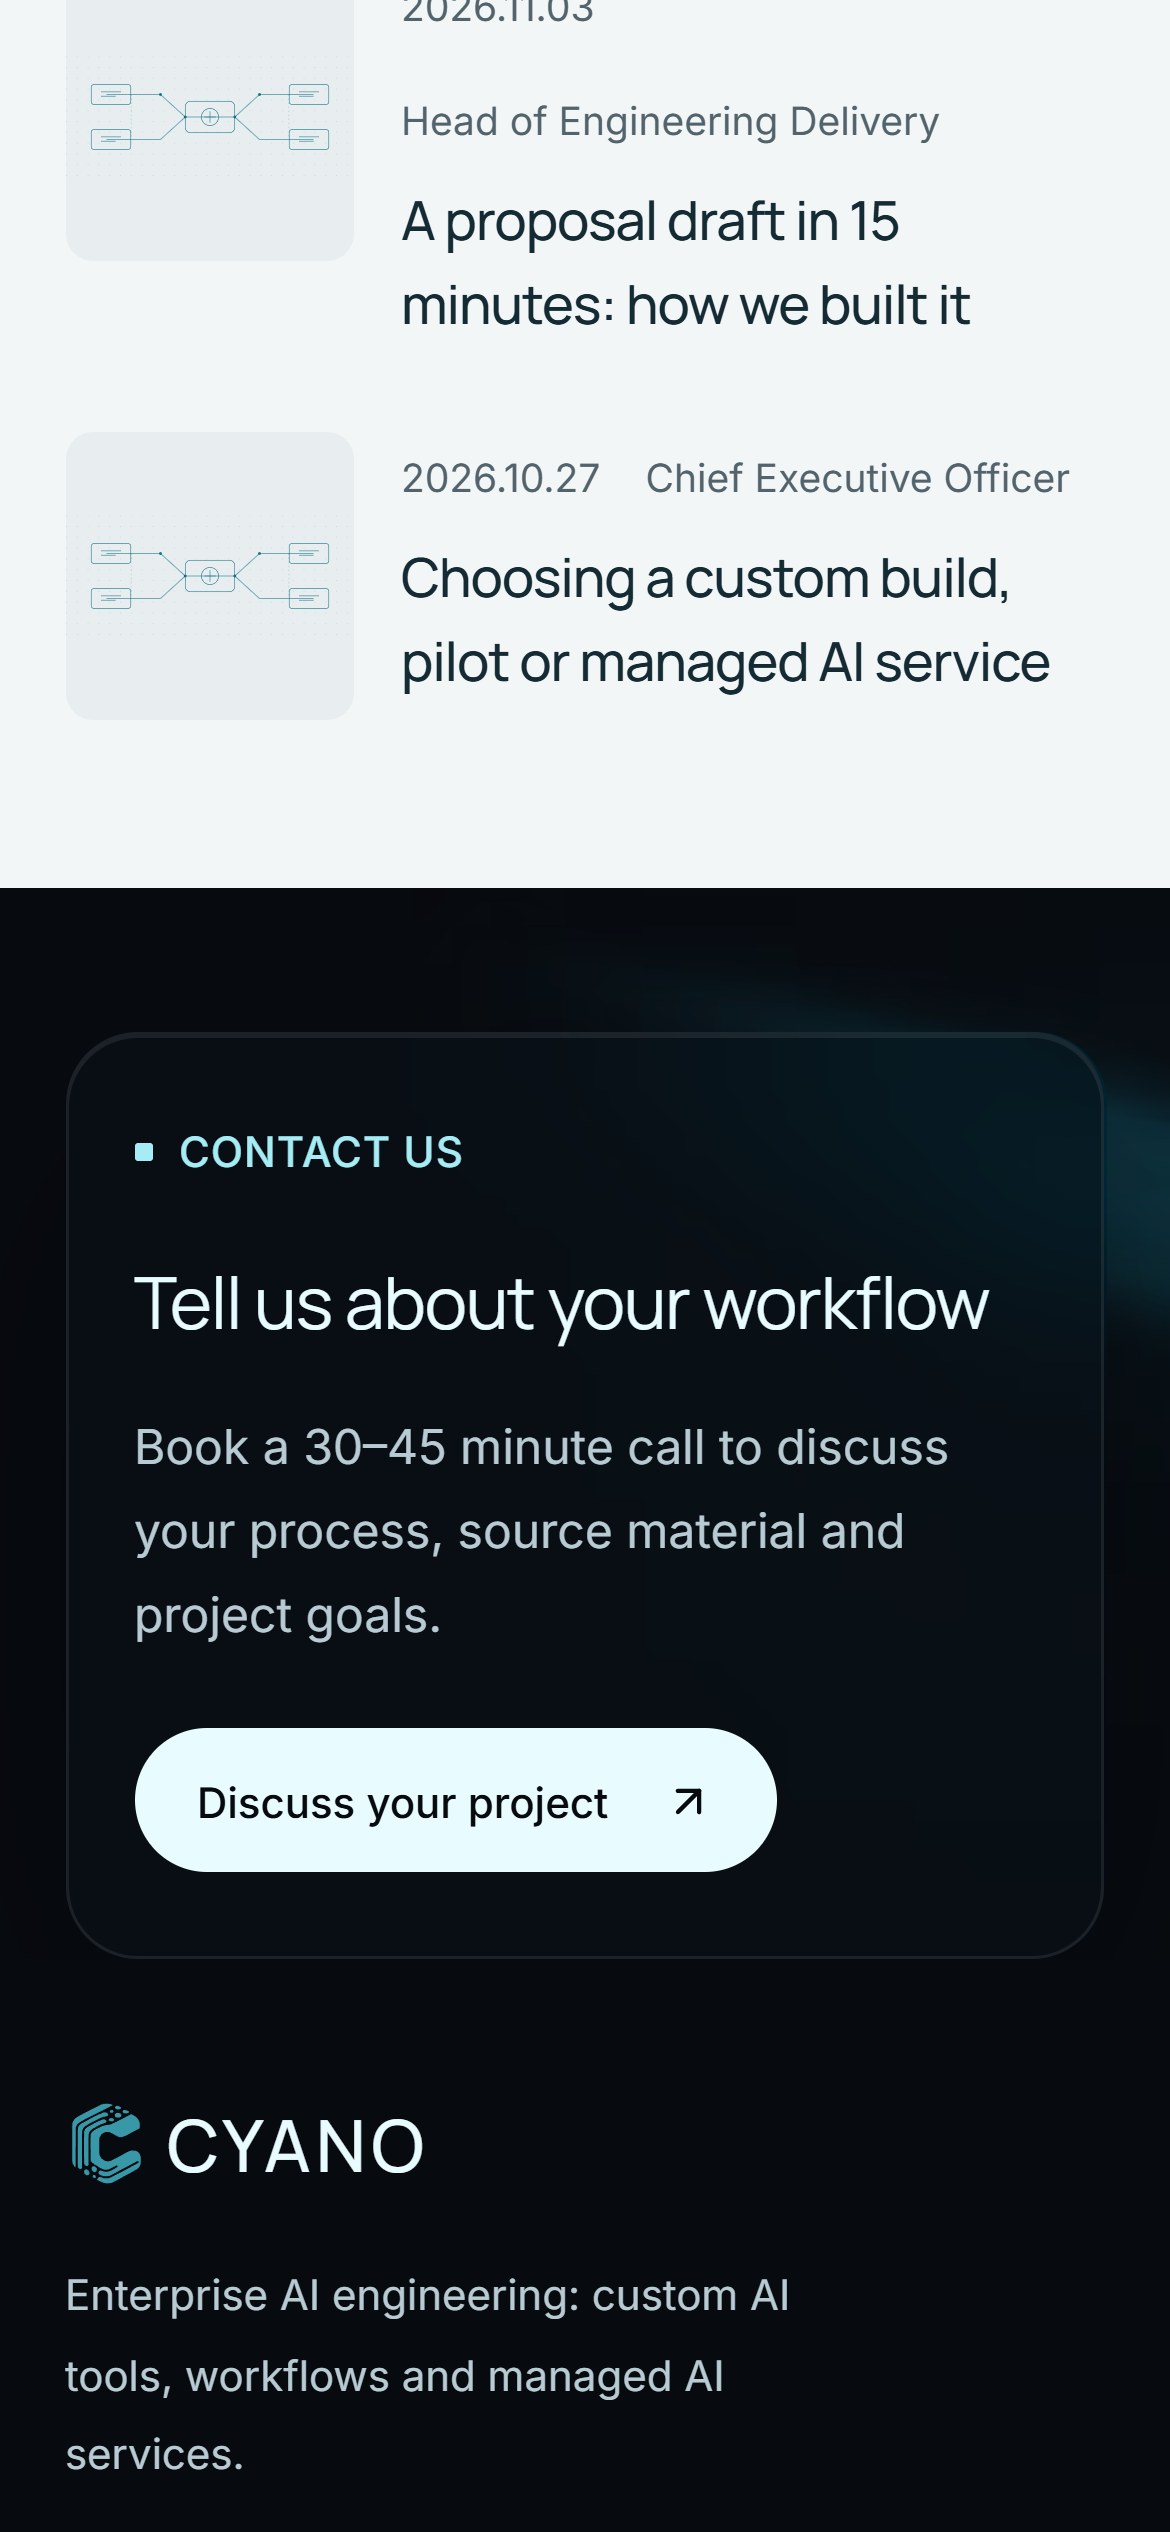 2026.11.03
Head of Engineering Delivery
A proposal draft in 15
minutes: how we built it
2026.10.27 Chief Executive Officer
Choosing a custom build,
pilot or managed AI service
CONTACT US
Tell us about your workflow
Book a 30–45 minute call to discuss
your process, source material and
project goals.
Discuss your project
CYANO
Enterprise AI engineering: custom AI
tools, workflows and managed AI
services.